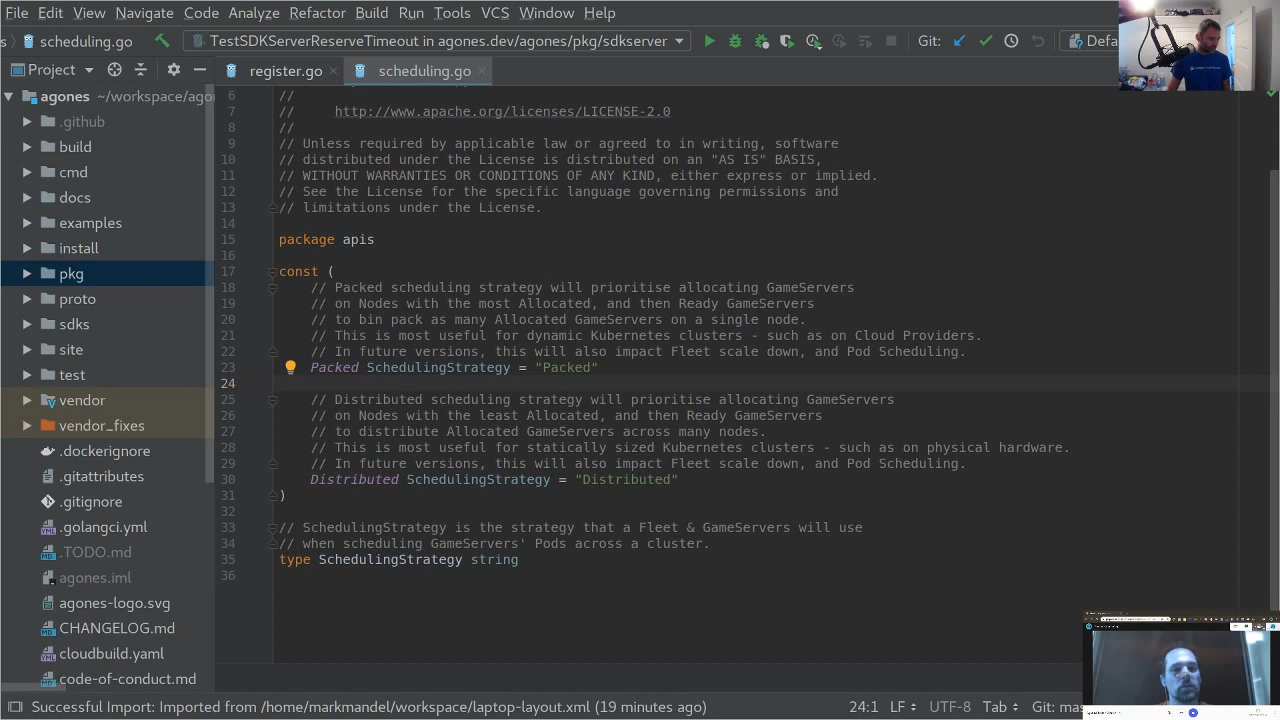 File Edit View Navigate Code Analyze Refactor Build Run Tools VCS Window Help
s scheduling.go TestSDKServerReserveTimeout in agones.dev/agones/pkg/sdkserver Git: Defa
Project register.go scheduling.go
agones ~/workspace/agon
.github
build
cmd
docs
examples
install
pkg
proto
sdks
site
test
vendor
vendor_fixes
.dockerignore
.gitattributes
.gitignore
.golangci.yml
.TODO.md
agones.iml
agones-logo.svg
CHANGELOG.md
cloudbuild.yaml
code-of-conduct.md
6 //
7 // http://www.apache.org/licenses/LICENSE-2.0
8 //
9 // Unless required by applicable law or agreed to in writing, software
10 // distributed under the License is distributed on an "AS IS" BASIS,
11 // WITHOUT WARRANTIES OR CONDITIONS OF ANY KIND, either express or implied.
12 // See the License for the specific language governing permissions and
13 // limitations under the License.
14
15 package apis
16
17 const (
18 // Packed scheduling strategy will prioritise allocating GameServers
19 // on Nodes with the most Allocated, and then Ready GameServers
20 // to bin pack as many Allocated GameServers on a single node.
21 // This is most useful for dynamic Kubernetes clusters - such as on Cloud Providers.
22 // In future versions, this will also impact Fleet scale down, and Pod Scheduling.
23 Packed SchedulingStrategy = "Packed"
24
25 // Distributed scheduling strategy will prioritise allocating GameServers
26 // on Nodes with the least Allocated, and then Ready GameServers
27 // to distribute Allocated GameServers across many nodes.
28 // This is most useful for statically sized Kubernetes clusters - such as on physical hardware.
29 // In future versions, this will also impact Fleet scale down, and Pod Scheduling.
30 Distributed SchedulingStrategy = "Distributed"
31 )
32
33 // SchedulingStrategy is the strategy that a Fleet & GameServers will use
34 // when scheduling GameServers' Pods across a cluster.
35 type SchedulingStrategy string
36
Successful Import: Imported from /home/markmandel/workspace/backup-layout.xml (19 minutes ago) 24:1 LF UTF-8 Tab Git: mas